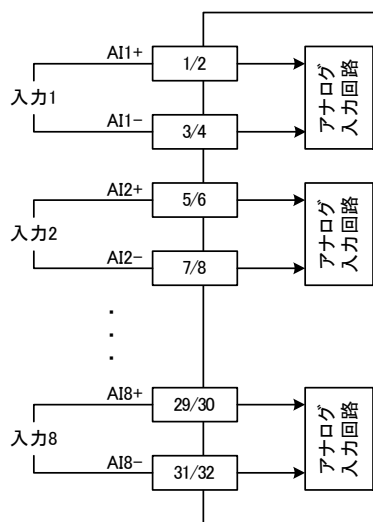 AI1+
1/2
入力1
AI1-
3/4
アナログ
入力回路
AI2+
5/6
入力2
AI2-
7/8
アナログ
入力回路
・
・
・
AI8+
29/30
入力8
AI8-
31/32
アナログ
入力回路